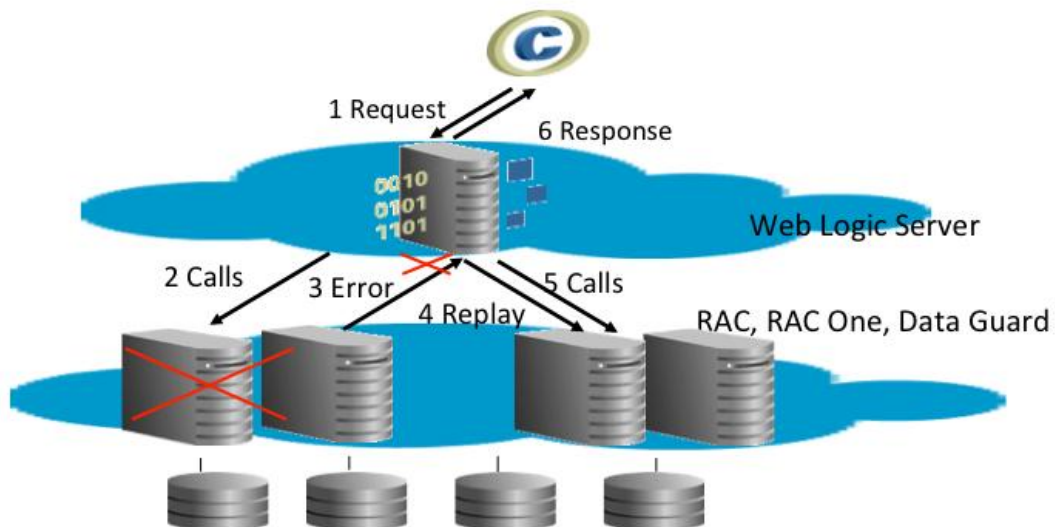 C
1 Request
6 Response
0010
0101
1101
Web Logic Server
2 Calls
3 Error
4 Replay
5 Calls
RAC, RAC One, Data Guard